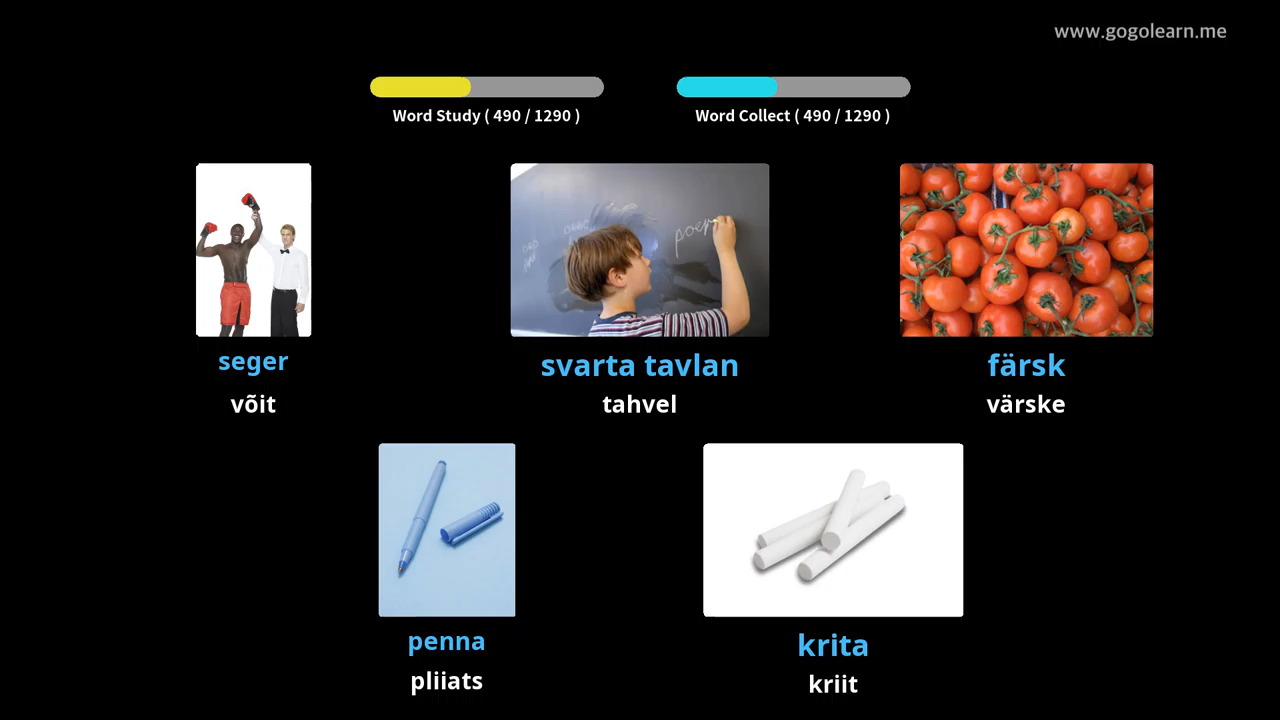 www.gogolearn.me
Word Study ( 490 / 1290 )
Word Collect ( 490 / 1290 )
poer
seger
võit
svarta tavlan
tahvel
färsk
värske
penna
pliiats
krita
kriit